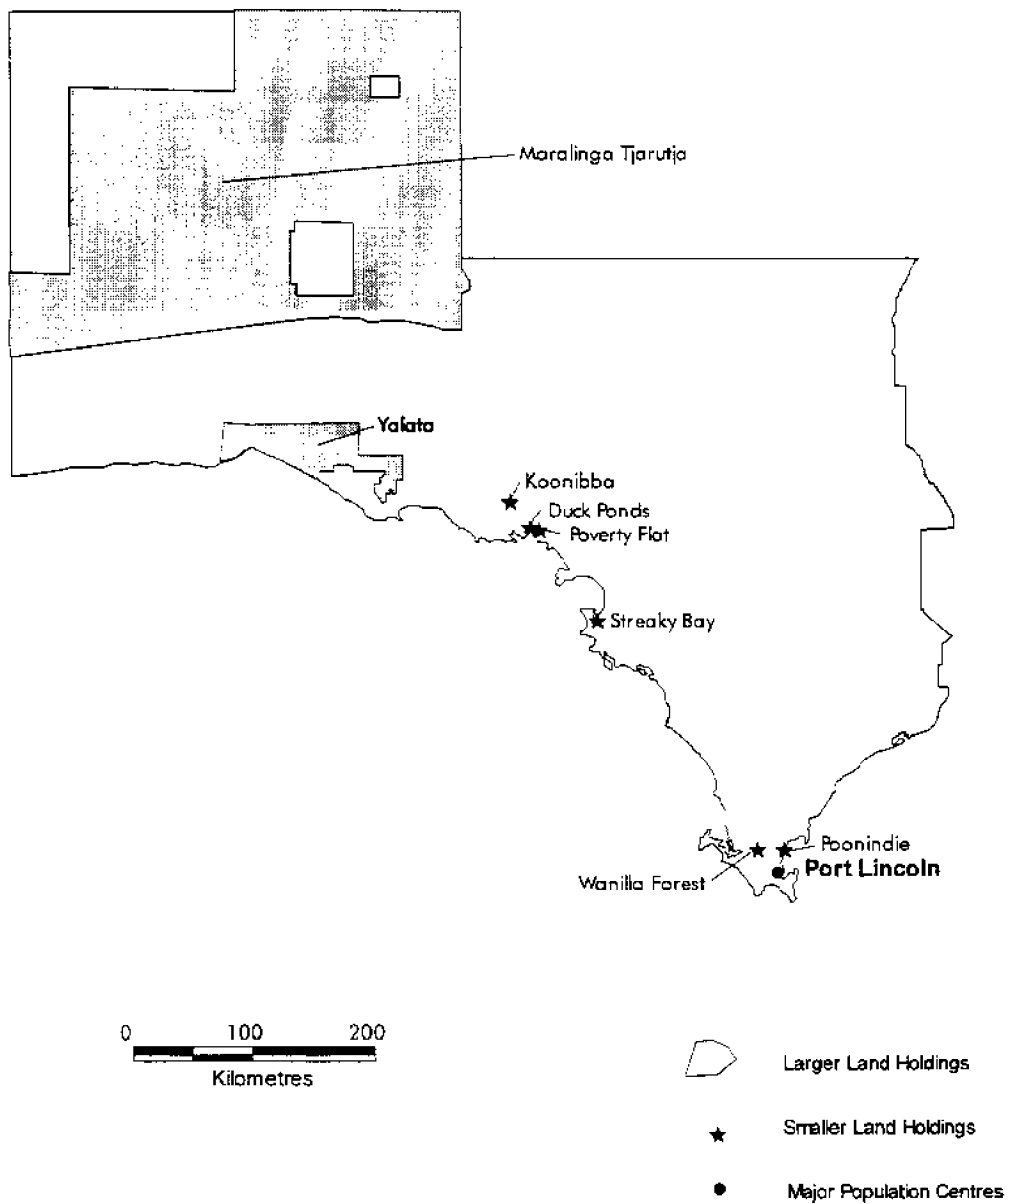 Maralinga Tjarutja
Yalata
Koonibba
Duck Ponds
Poverty Flat
Streaky Bay
Poonindie
Port Lincoln
Wanilla Forest
0 100 200
Kilometres
Larger Land Holdings
Smaller Land Holdings
Major Population Centres